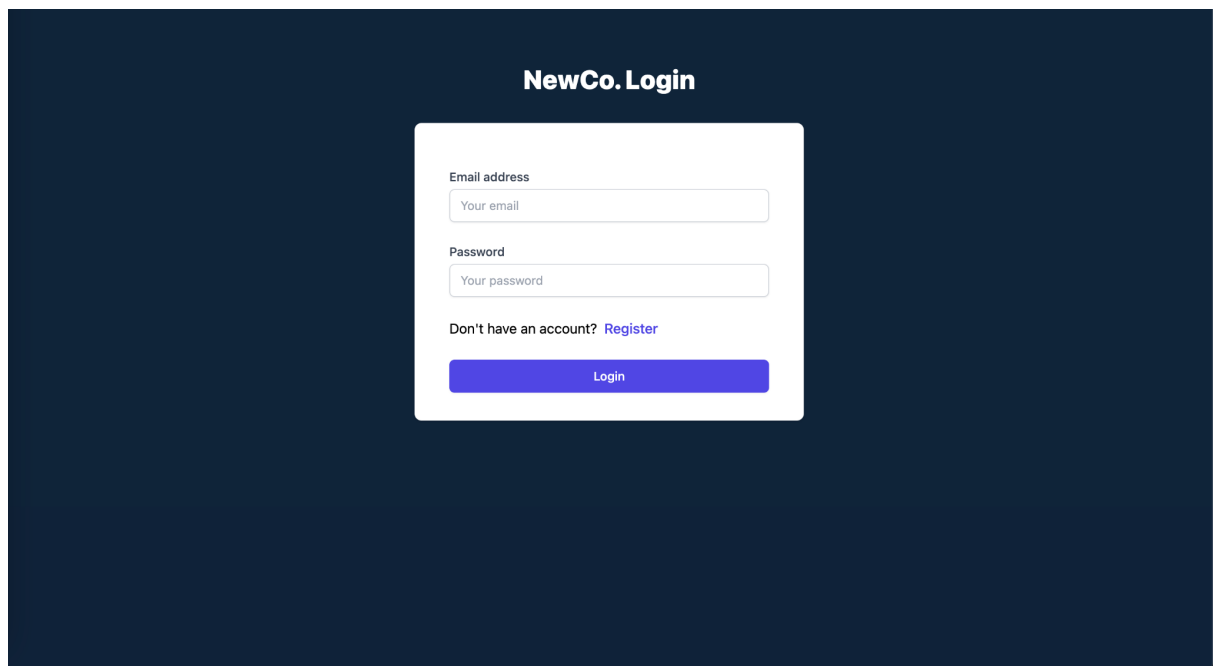 NewCo. Login
Email address
Your email
Password
Your password
Don't have an account? Register
Login